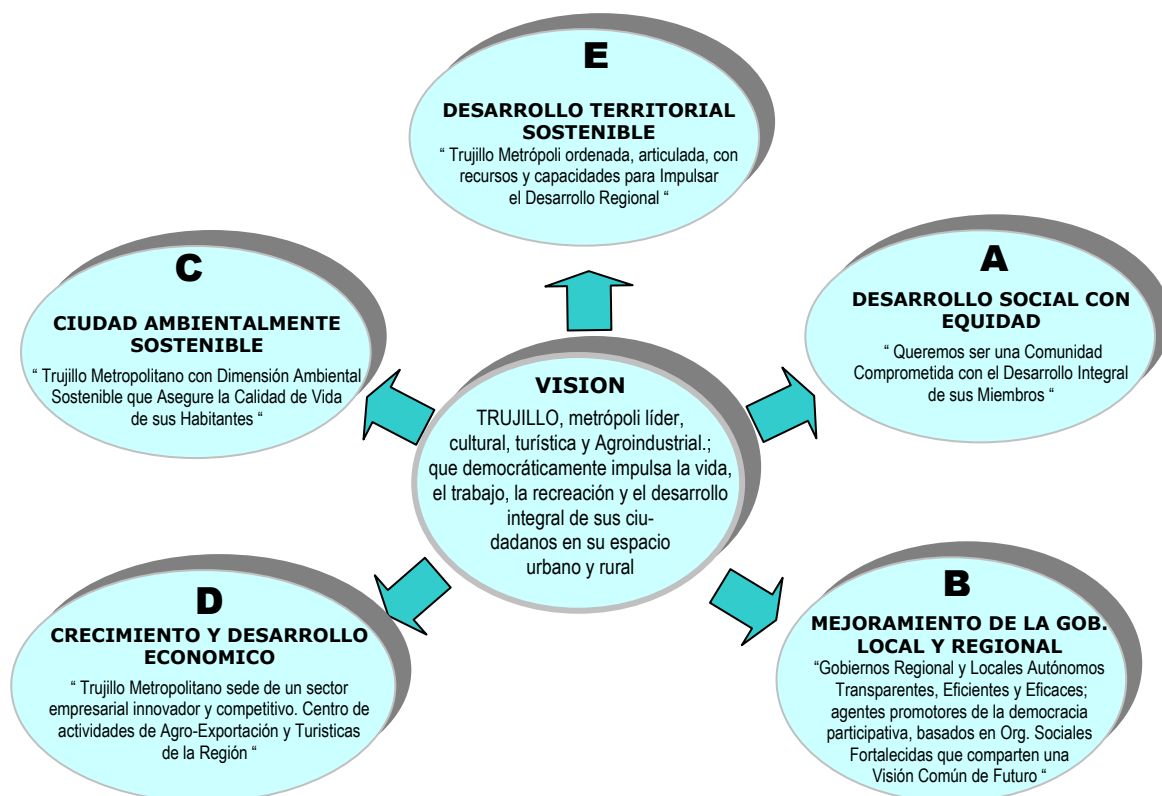 E
DESARROLLO TERRITORIAL
SOSTENIBLE
“ Trujillo Metrópoli ordenada, articulada, con
recursos y capacidades para Impulsar
el Desarrollo Regional “
C
CIUDAD AMBIENTALMENTE
SOSTENIBLE
“ Trujillo Metropolitano con Dimensión Ambiental
Sostenible que Asegure la Calidad de Vida
de sus Habitantes “
A
DESARROLLO SOCIAL CON
EQUIDAD
“ Queremos ser una Comunidad
Comprometida con el Desarrollo Integral
de sus Miembros “
VISION
TRUJILLO, metrópoli líder,
cultural, turística y Agroindustrial.;
que democráticamente impulsa la vida,
el trabajo, la recreación y el desarrollo
integral de sus ciu-
dadanos en su espacio
urbano y rural
D
CRECIMIENTO Y DESARROLLO
ECONOMICO
“ Trujillo Metropolitano sede de un sector
empresarial innovador y competitivo. Centro de
actividades de Agro-Exportación y Turisticas
de la Región “
B
MEJORAMIENTO DE LA GOB.
LOCAL Y REGIONAL
“Gobiernos Regional y Locales Autónomos
Transparentes, Eficientes y Eficaces;
agentes promotores de la democracia
participativa, basados en Org. Sociales
Fortalecidas que comparten una
Visión Común de Futuro “